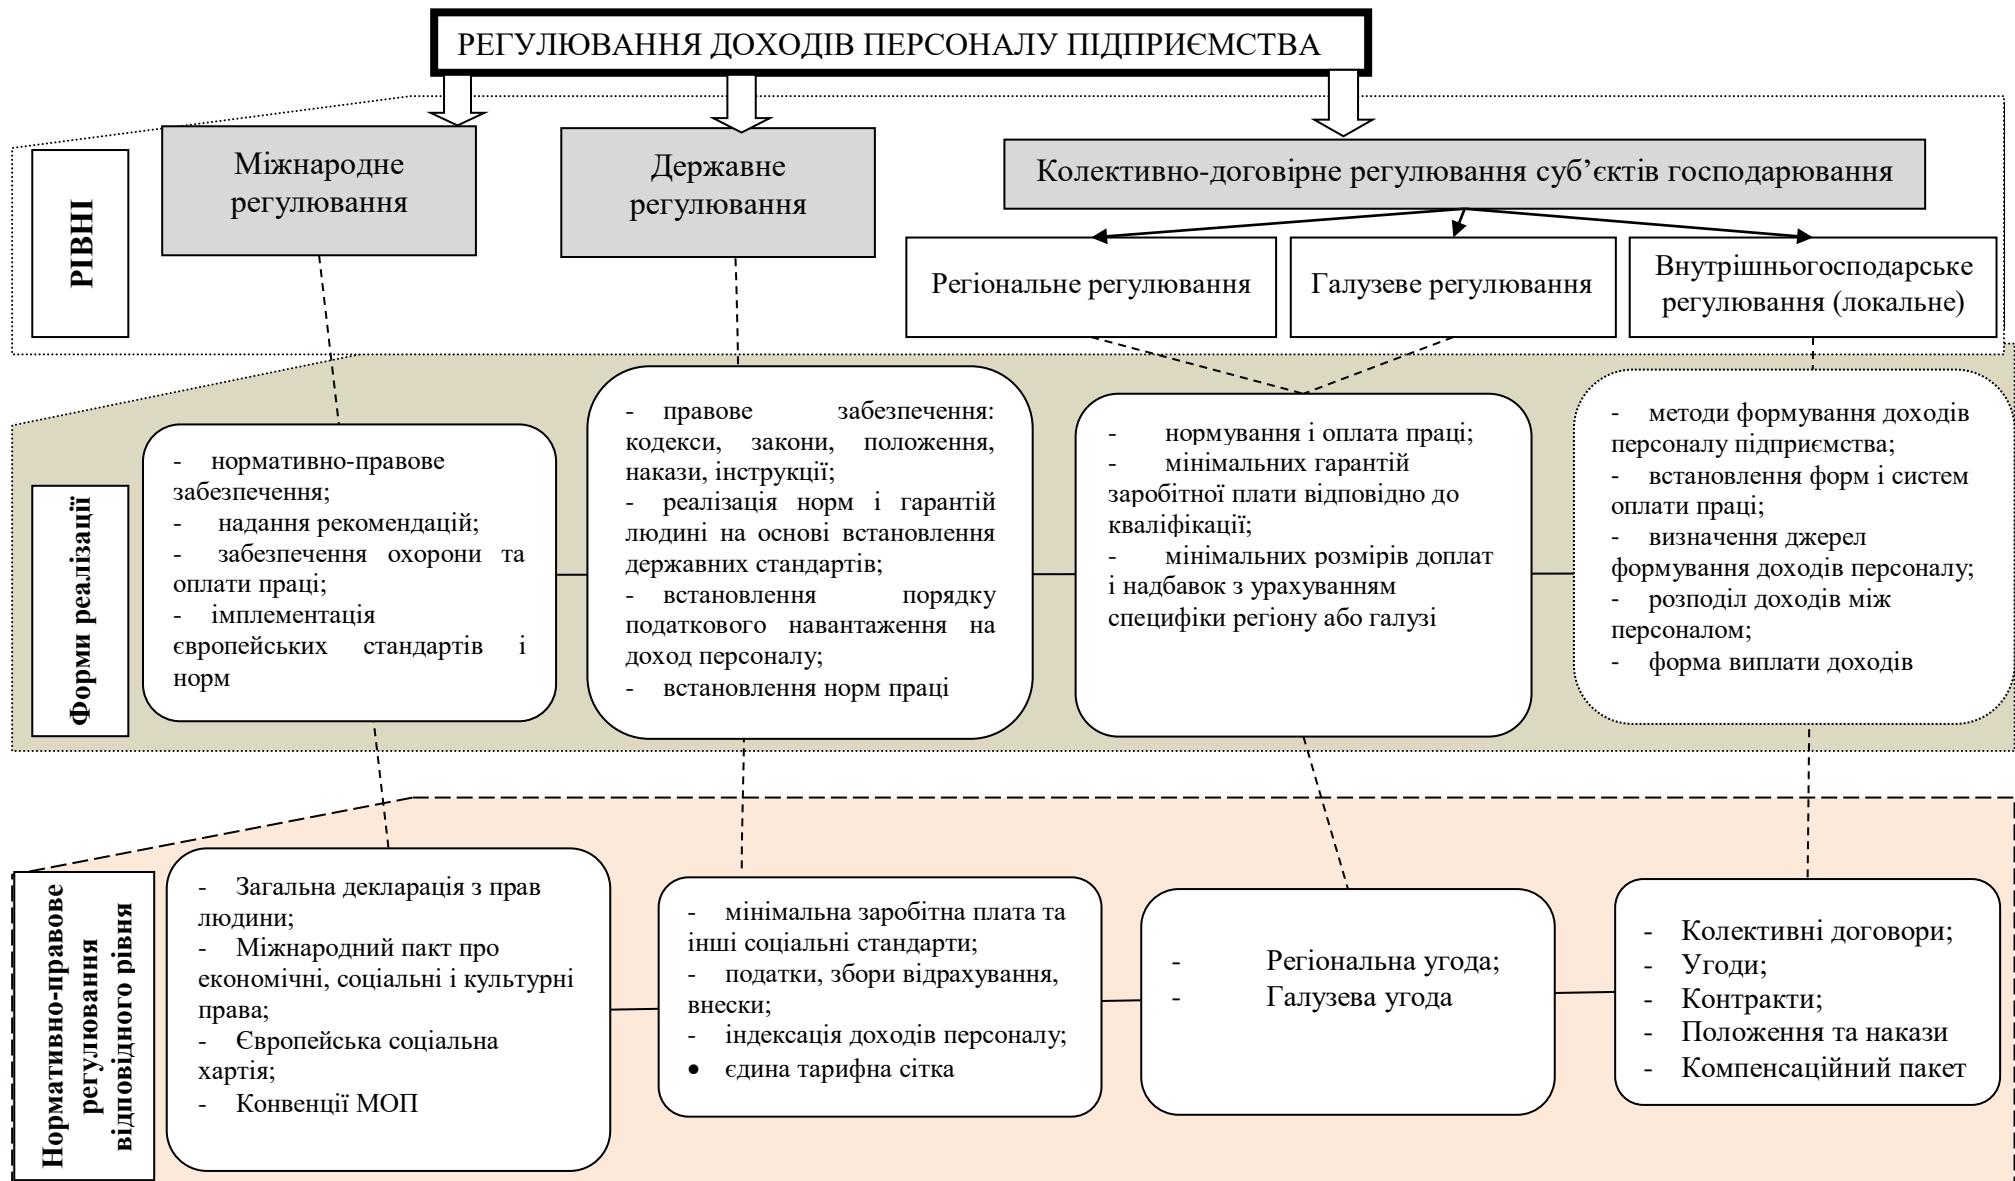 РЕГУЛЮВАННЯ ДОХОДІВ ПЕРСОНАЛУ ПІДПРИЄМСТВА
РІВНІ
Міжнародне
регулювання
Державне
регулювання
Колективно-договірне регулювання суб’єктів господарювання
Регіональне регулювання
Галузеве регулювання
Внутрішньогосподарське
регулювання (локальне)
Форми реалізації
- нормативно-правове
забезпечення;
- надання рекомендацій;
- забезпечення охорони та
оплати праці;
- імплементація
європейських стандартів і
норм
- правове забезпечення:
кодекси, закони, положення,
накази, інструкції;
- реалізація норм і гарантій
людині на основі встановлення
державних стандартів;
- встановлення порядку
податкового навантаження на
доход персоналу;
- встановлення норм праці
- нормування і оплата праці;
- мінімальних гарантій
заробітної плати відповідно до
кваліфікації;
- мінімальних розмірів доплат
і надбавок з урахуванням
специфіки регіону або галузі
- методи формування доходів
персоналу підприємства;
- встановлення форм і систем
оплати праці;
- визначення джерел
формування доходів персоналу;
- розподіл доходів між
персоналом;
- форма виплати доходів
Нормативно-правове
регулювання
відповідного рівня
- Загальна декларація з прав
людини;
- Міжнародний пакт про
економічні, соціальні і культурні
права;
- Європейська соціальна
хартія;
- Конвенції МОП
- мінімальна заробітна плата та
інші соціальні стандарти;
- податки, збори відрахування,
внески;
- індексація доходів персоналу;
• єдина тарифна сітка
- Регіональна угода;
- Галузева угода
- Колективні договори;
- Угоди;
- Контракти;
- Положення та накази
- Компенсаційний пакет